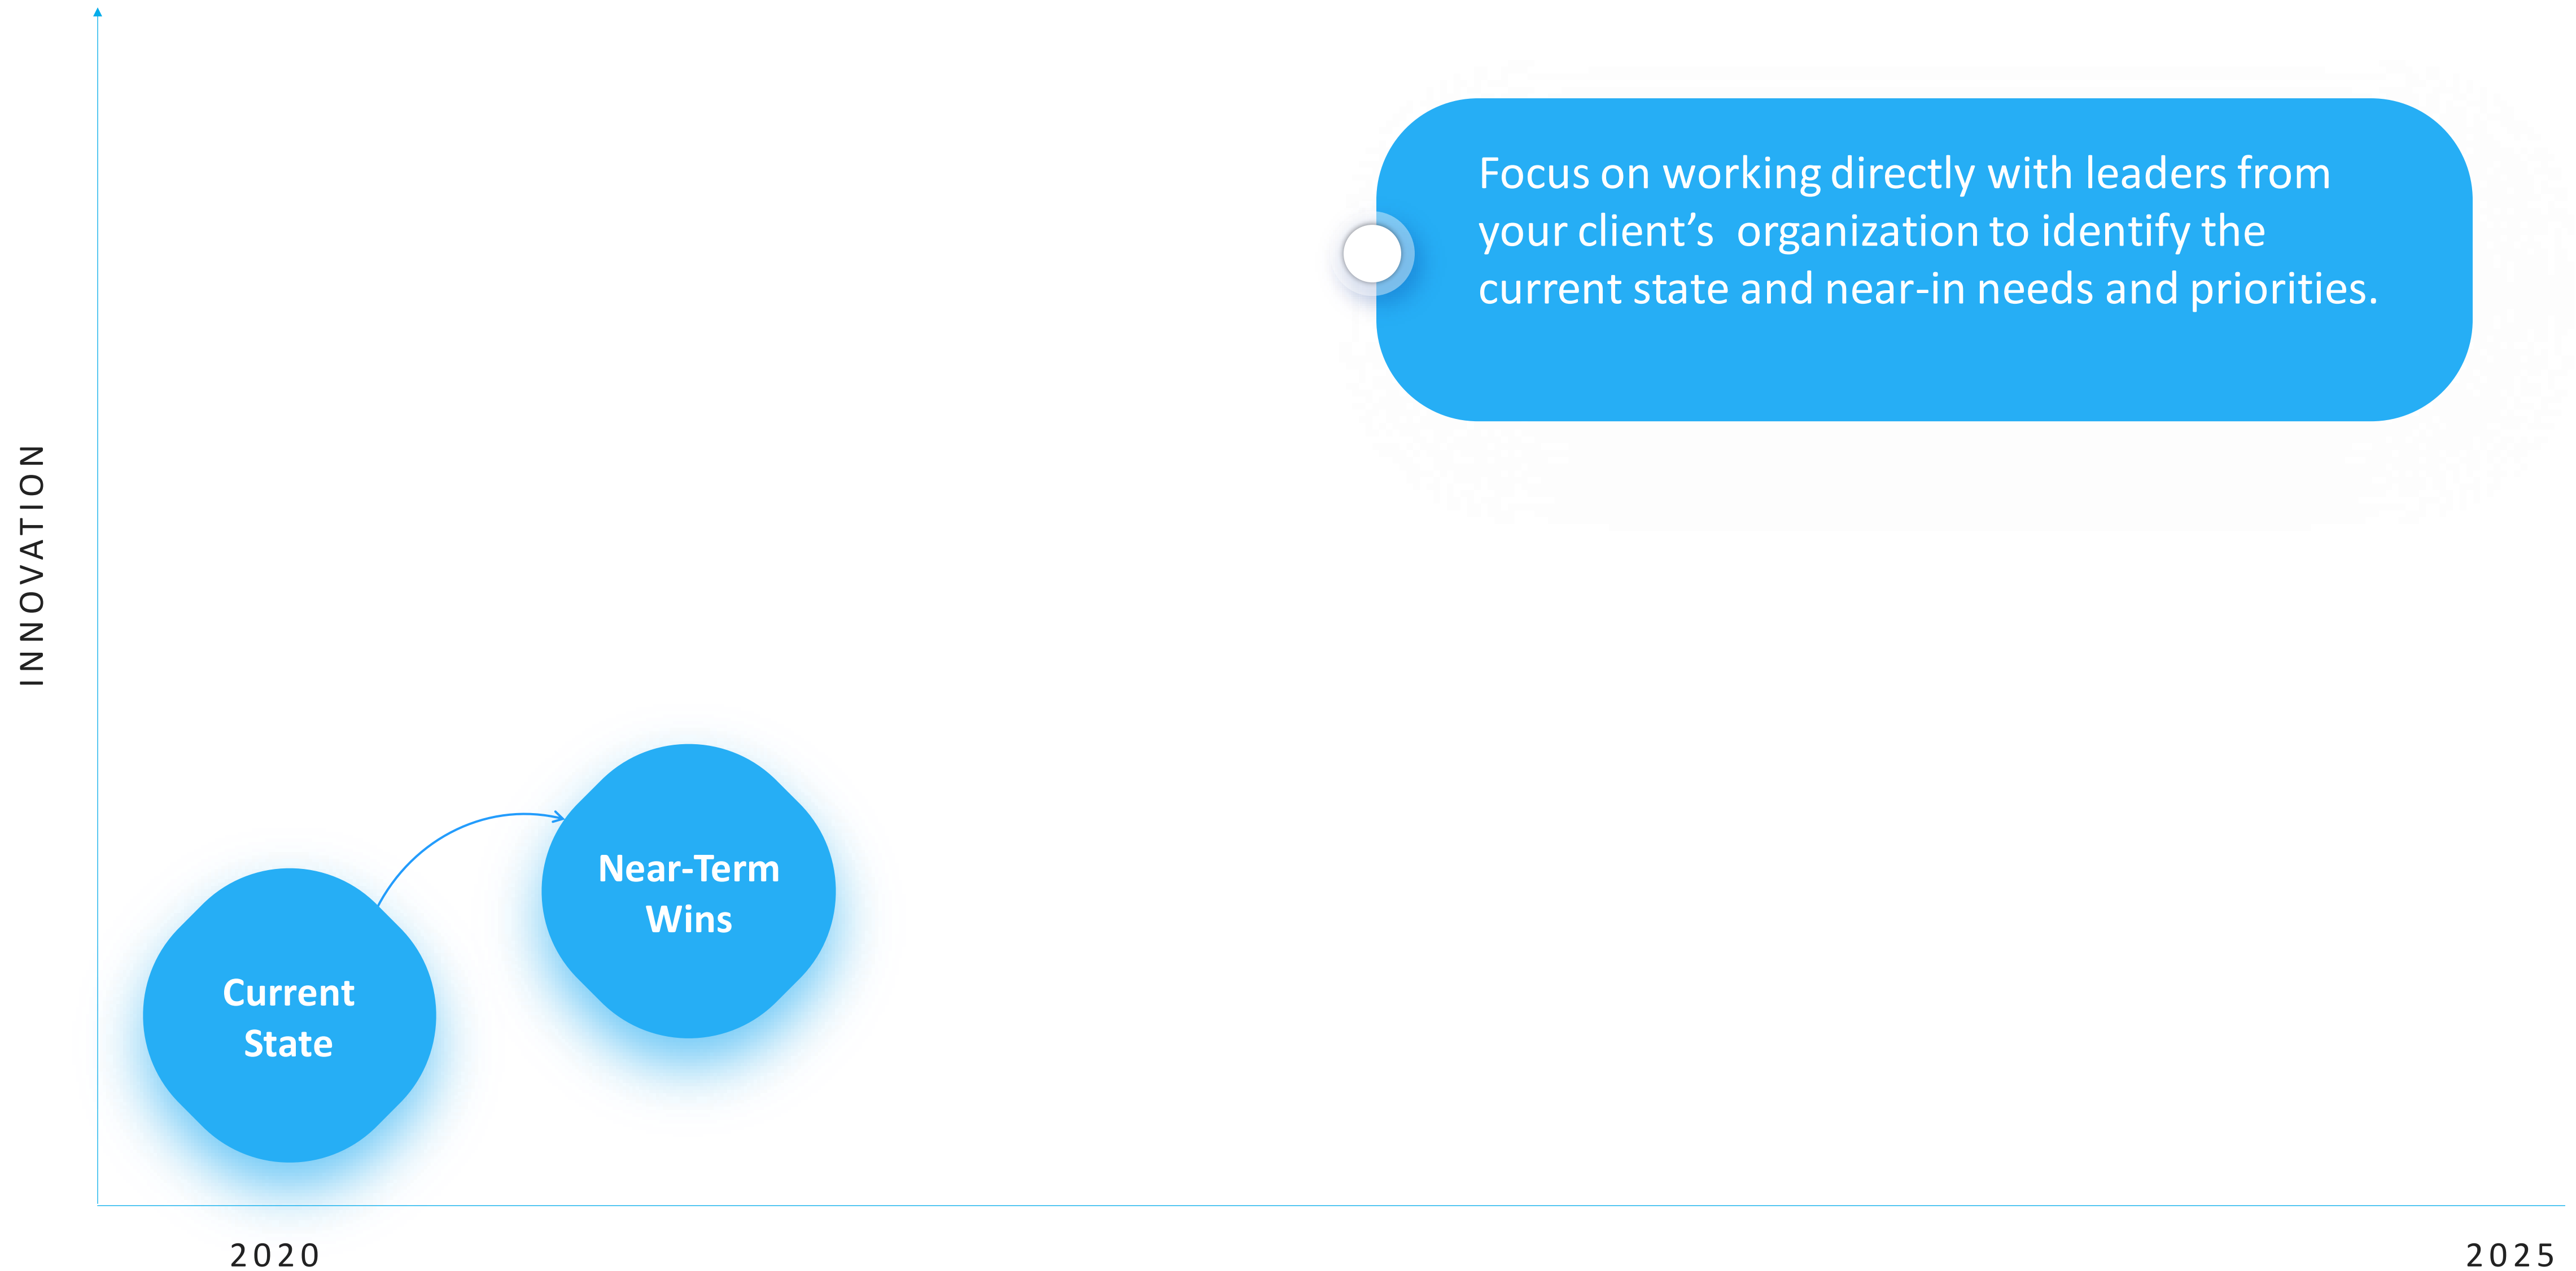 Focus on working directly with leaders from
your client’s  organization to identify the
current state and near-in needs and priorities.
INNOVATION
Near-Term
Wins
Current
State
2020
2025